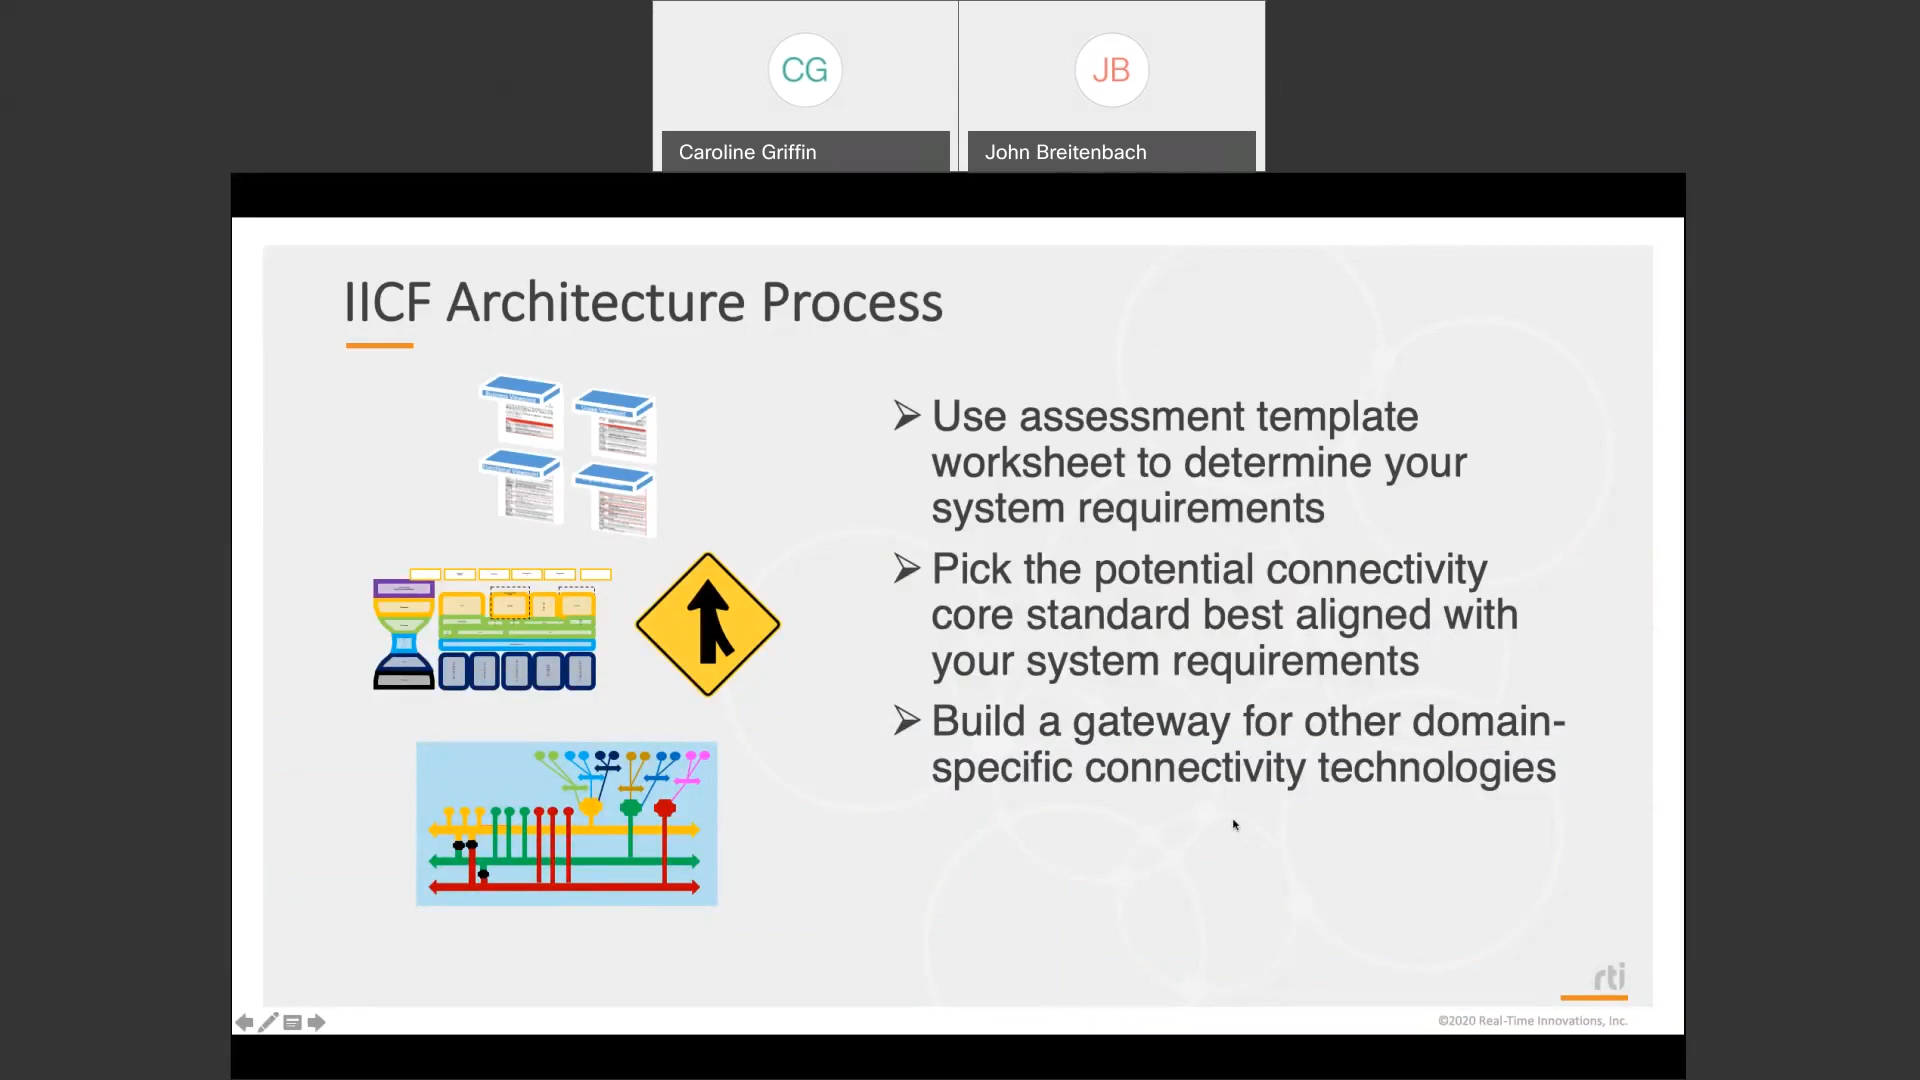 CG
JB
Caroline Griffin
John Breitenbach
IICF Architecture Process
Use assessment template
worksheet to determine your
system requirements
Pick the potential connectivity
core standard best aligned with
your system requirements
Build a gateway for other domain-
specific connectivity technologies
rti
©2020 Real-Time Innovations, Inc.